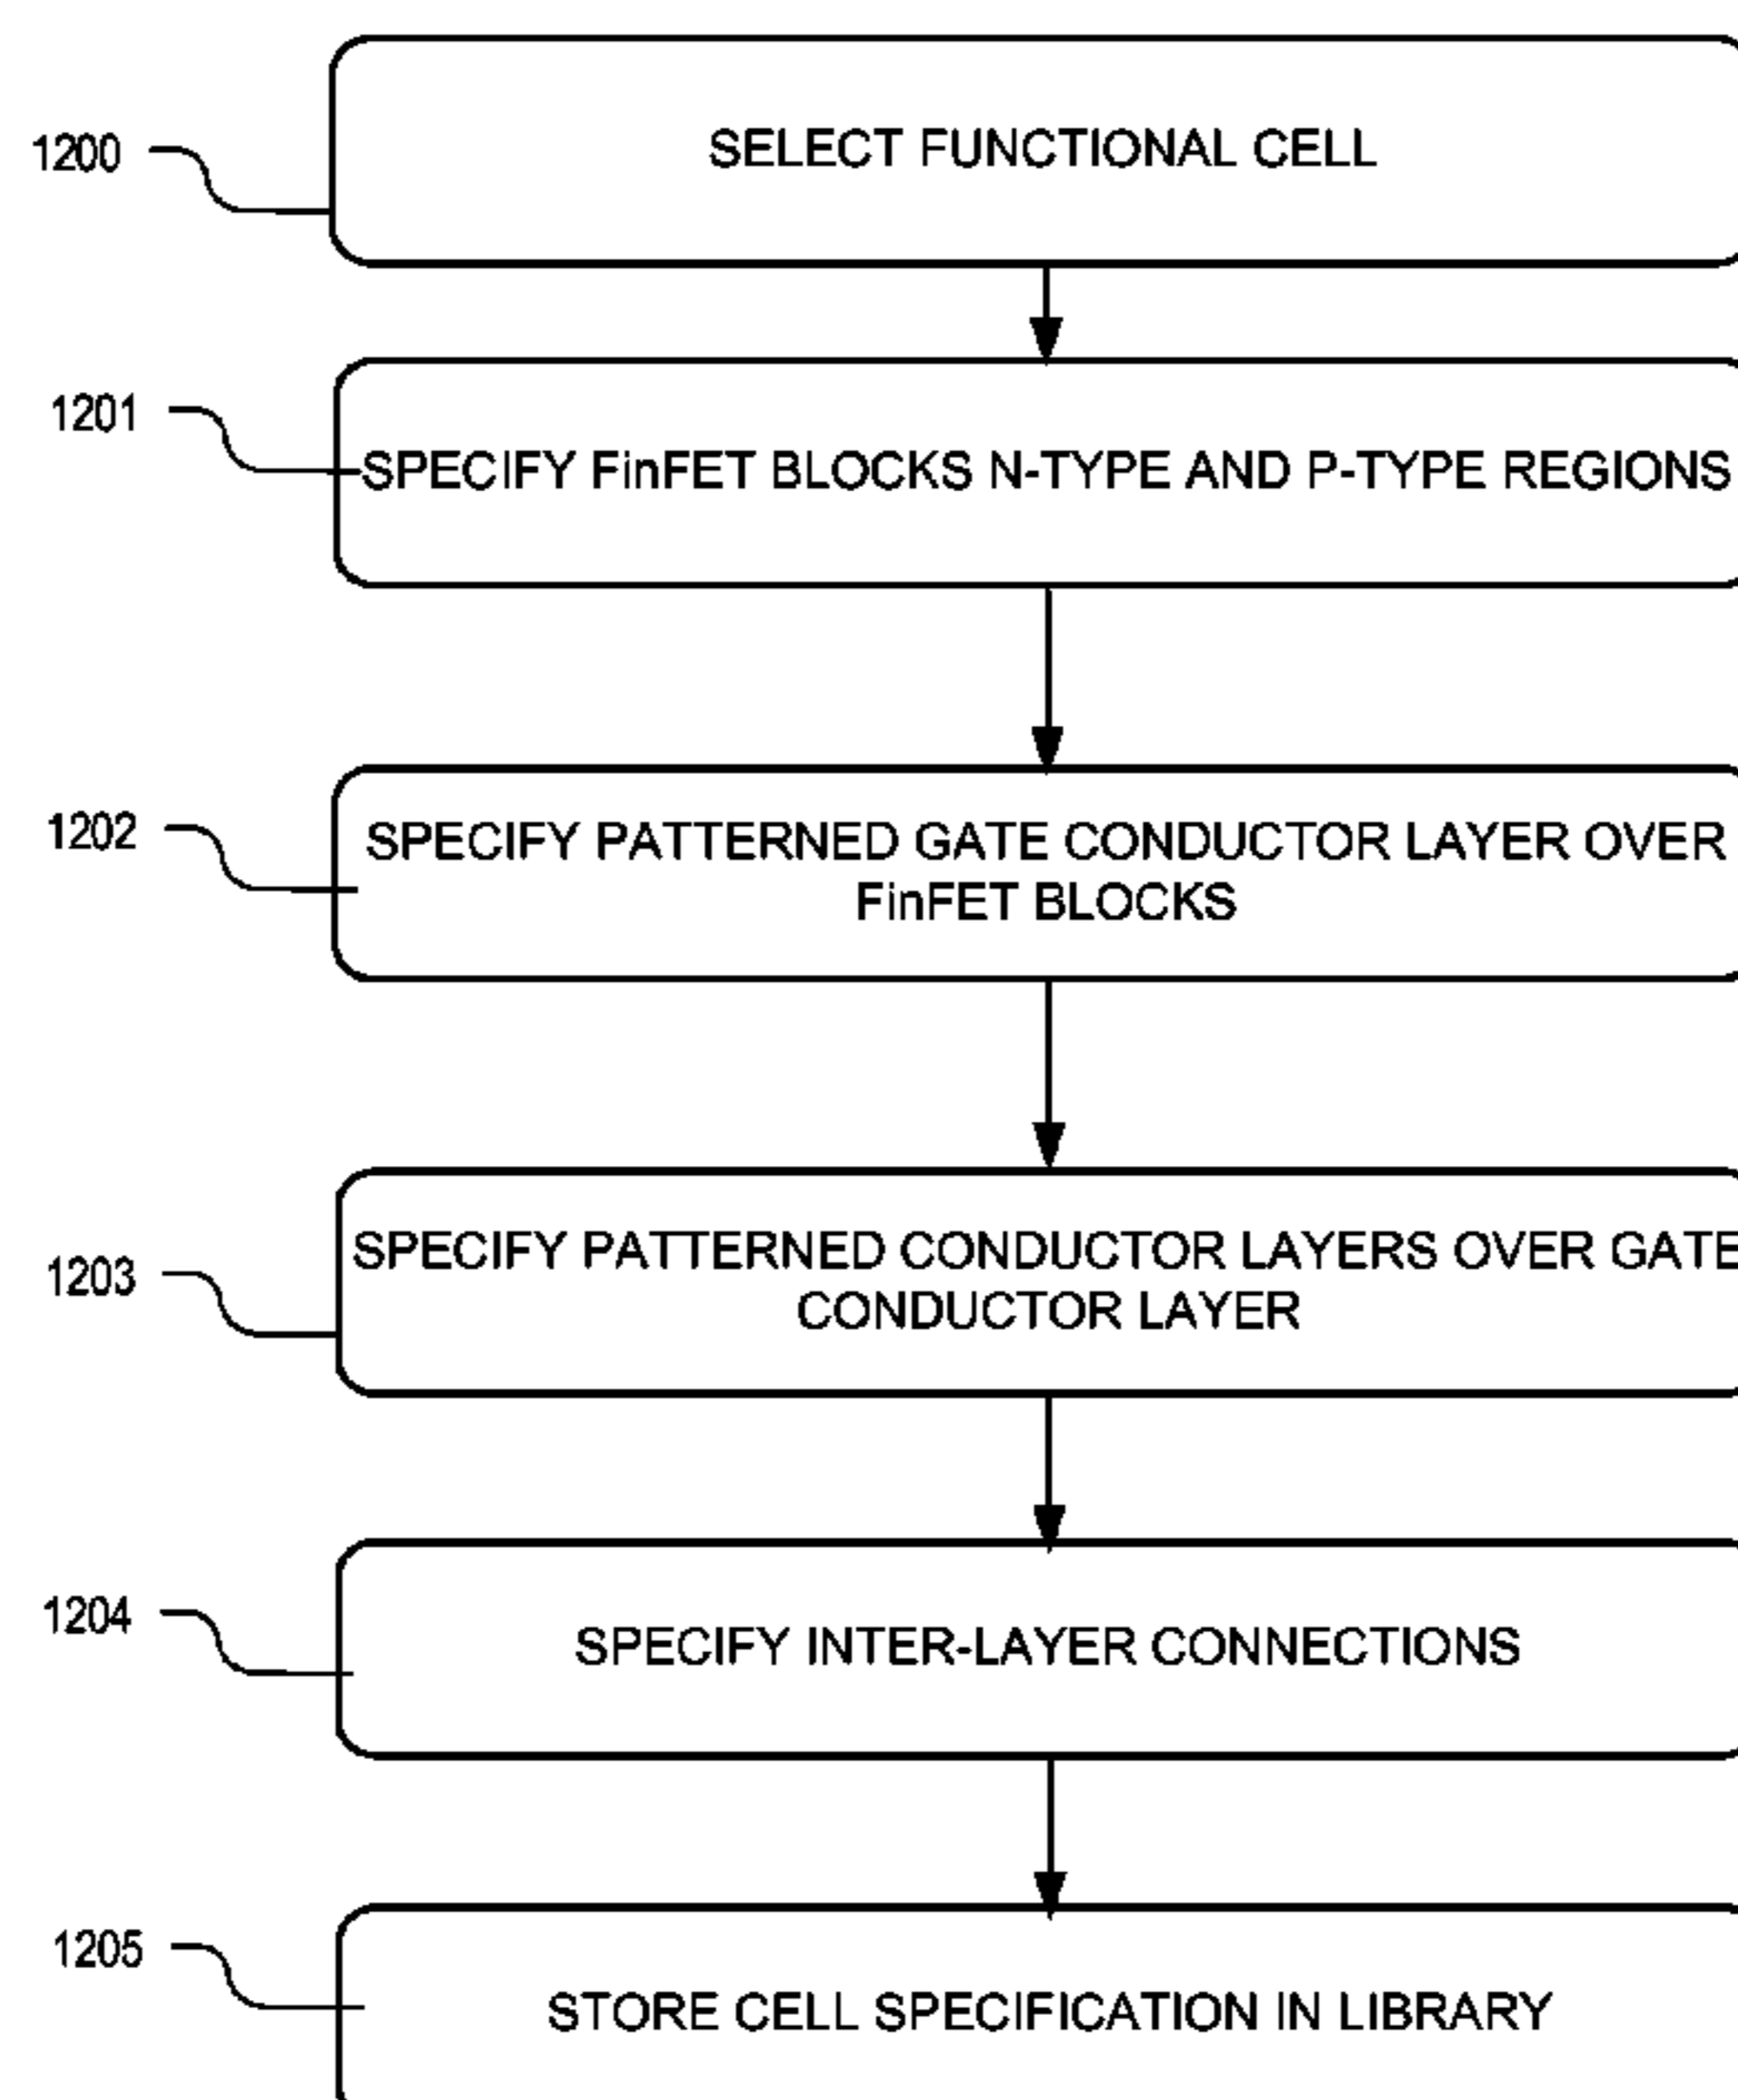 1200
SELECT FUNCTIONAL CELL
1201
SPECIFY FinFET BLOCKS N-TYPE AND P-TYPE REGIONS
1202
SPECIFY PATTERNED GATE CONDUCTOR LAYER OVER
FinFET BLOCKS
1203
SPECIFY PATTERNED CONDUCTOR LAYERS OVER GATE
CONDUCTOR LAYER
1204
SPECIFY INTER-LAYER CONNECTIONS
1205
STORE CELL SPECIFICATION IN LIBRARY